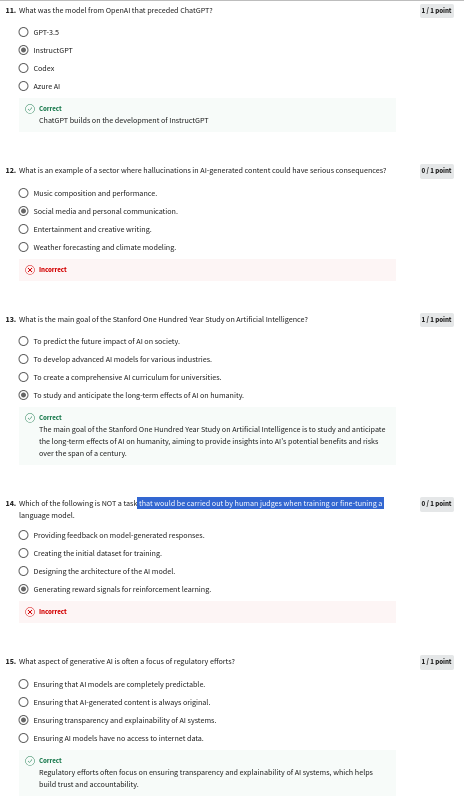 11. What was the model from OpenAI that preceded ChatGPT?
1 / 1 point
GPT-3.5
InstructGPT
Codex
Azure AI
Correct
ChatGPT builds on the development of InstructGPT
12. What is an example of a sector where hallucinations in AI-generated content could have serious consequences?
0 / 1 point
Music composition and performance.
Social media and personal communication.
Entertainment and creative writing.
Weather forecasting and climate modeling.
Incorrect
13. What is the main goal of the Stanford One Hundred Year Study on Artificial Intelligence?
1 / 1 point
To predict the future impact of AI on society.
To develop advanced AI models for various industries.
To create a comprehensive AI curriculum for universities.
To study and anticipate the long-term effects of AI on humanity.
Correct
The main goal of the Stanford One Hundred Year Study on Artificial Intelligence is to study and anticipate
the long-term effects of AI on humanity, aiming to provide insights into AI's potential benefits and risks
over the span of a century.
14. Which of the following is NOT a task that would be carried out by human judges when training or fine-tuning a
0 / 1 point
language model.
Providing feedback on model-generated responses.
Creating the initial dataset for training.
Designing the architecture of the AI model.
Generating reward signals for reinforcement learning.
Incorrect
15. What aspect of generative AI is often a focus of regulatory efforts?
1 / 1 point
Ensuring that AI models are completely predictable.
Ensuring that AI-generated content is always original.
Ensuring transparency and explainability of AI systems.
Ensuring AI models have no access to internet data.
Correct
Regulatory efforts often focus on ensuring transparency and explainability of AI systems, which helps
build trust and accountability.